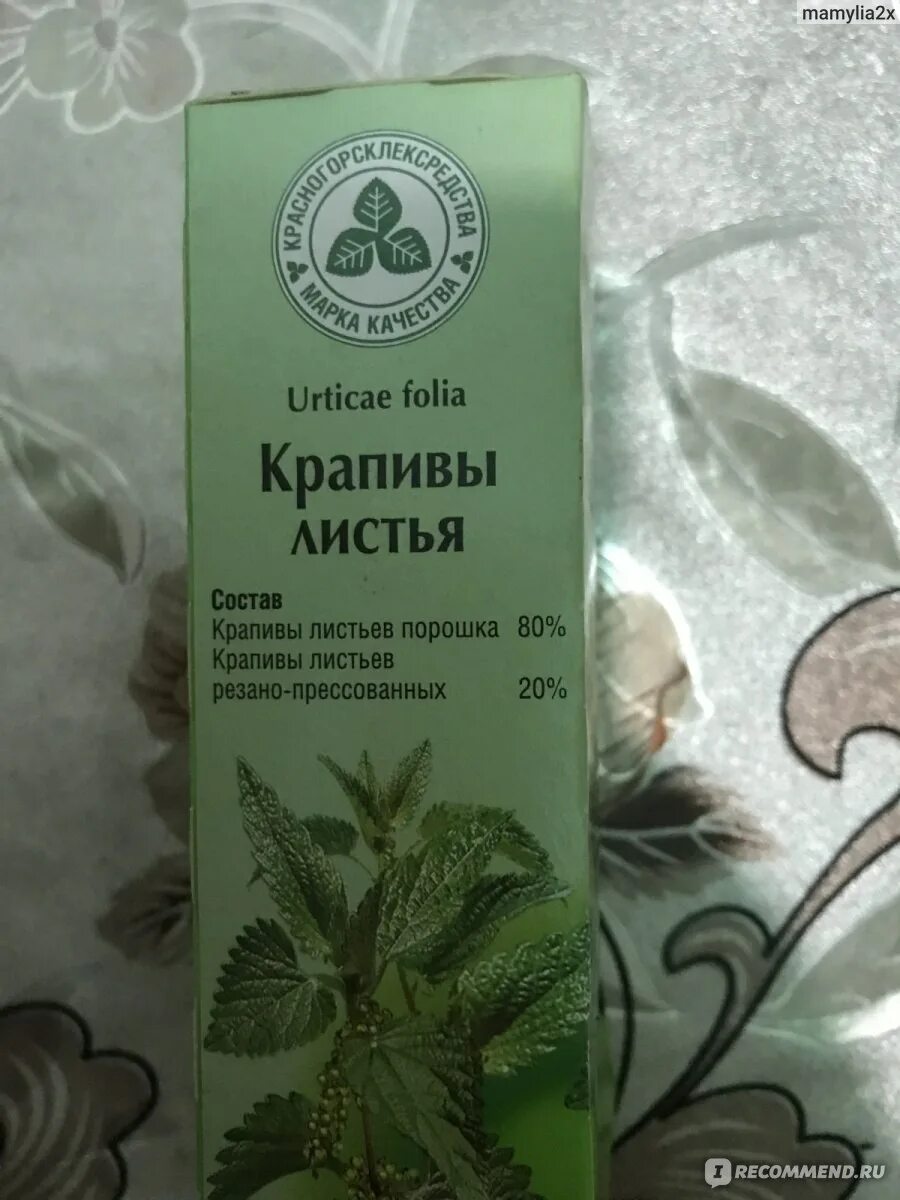 mamylia2x
КРАСНОГОРСКЛЕКСРЕДСТВА
МАРКА КАЧЕСТВА
Urticae folia
Крапивы
листья
Состав
Крапивы листьев порошка 80%
Крапивы листьев
резано-прессованных 20%
IRECOMMEND.RU